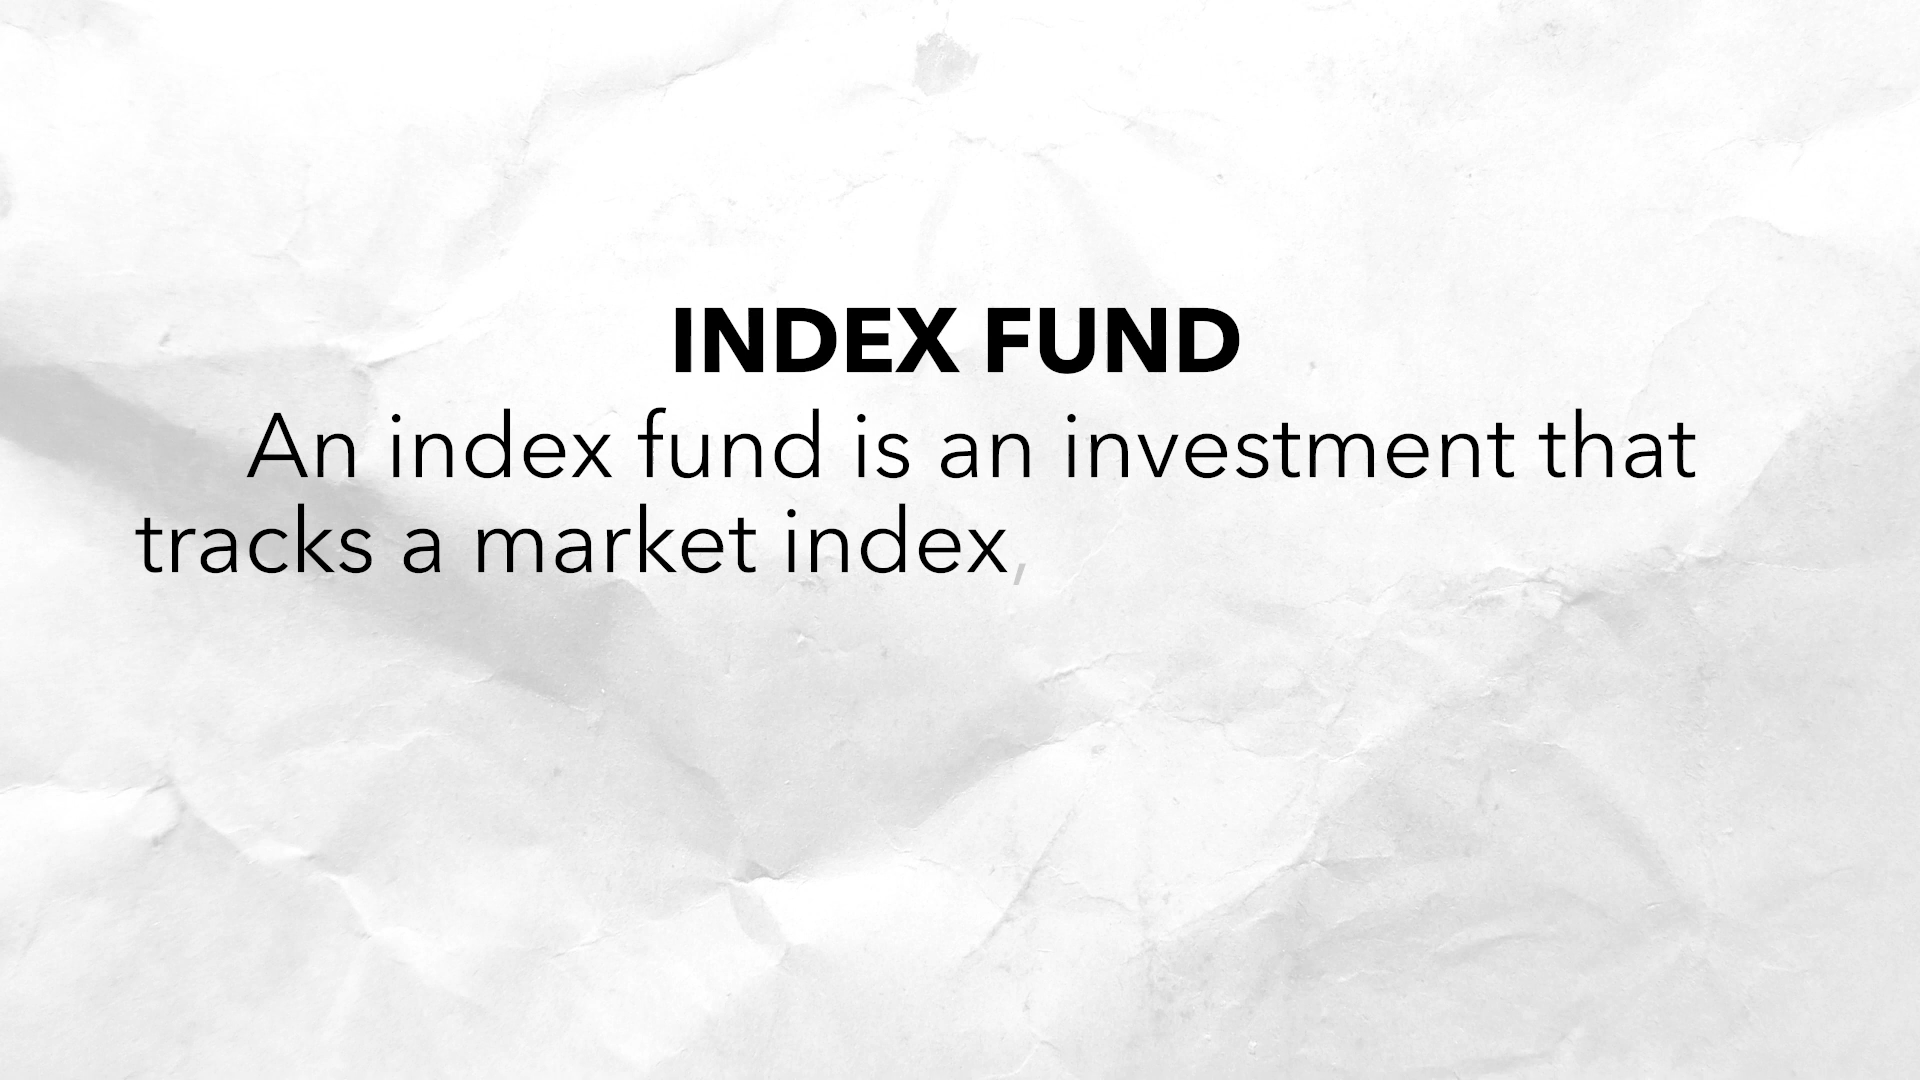 INDEX FUND
An index fund is an investment that
tracks a market index,